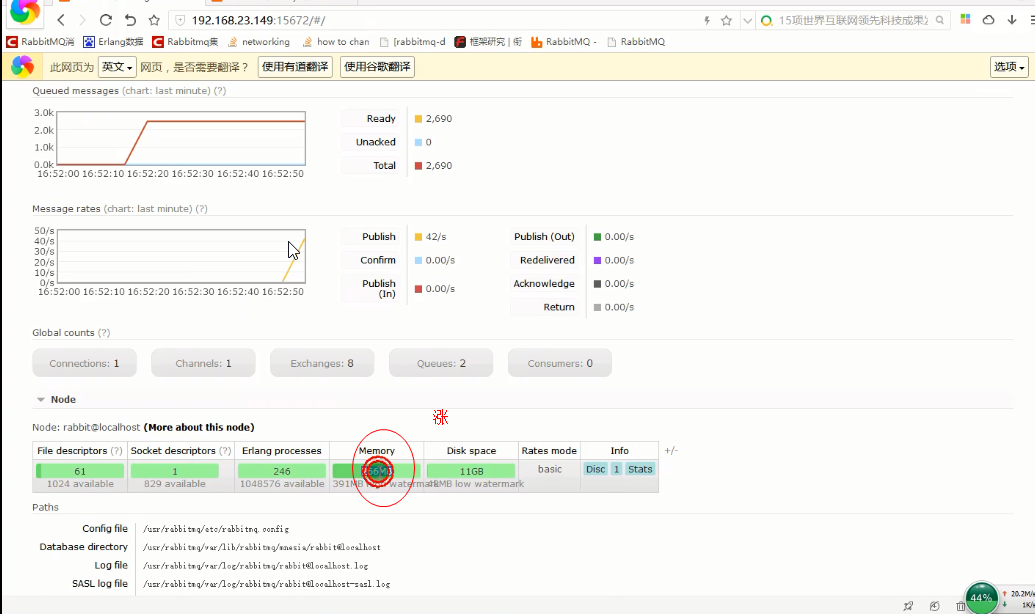 192.168.23.149:15672/#/
15项世界互联网领先科技成果
RabbitMQ消 Erlang数据 Rabbitmq集 networking how to chan [rabbitmq-d 框架研究 | 衔 RabbitMQ - RabbitMQ
此网页为 英文 网页，是否需要翻译？ 使用有道翻译 使用谷歌翻译 选项
Queued messages (chart: last minute) (?)
3.0k
2.0k
1.0k
0.0k
16:52:00 16:52:10 16:52:20 16:52:30 16:52:40 16:52:50
Ready 2,690
Unacked 0
Total 2,690
Message rates (chart: last minute) (?)
50/s
40/s
30/s
20/s
10/s
0/s
16:52:00 16:52:10 16:52:20 16:52:30 16:52:40 16:52:50
Publish 42/s
Confirm 0.00/s
Publish (In) 0.00/s
Publish (Out) 0.00/s
Redelivered 0.00/s
Acknowledge 0.00/s
Return 0.00/s
Global counts (?)
Connections: 1 Channels: 1 Exchanges: 8 Queues: 2 Consumers: 0
Node
涨
Node: rabbit@localhost (More about this node)
File descriptors (?) Socket descriptors (?) Erlang processes Memory Disk space Rates mode Info +/-
61 1 246 11GB basic Disc 1 Stats
1024 available 829 available 1048576 available 391MB high watermark 48MB low watermark
Paths
Config file /usr/rabbitmq/etc/rabbitmq.config
Database directory /usr/rabbitmq/var/lib/rabbitmq/mnesia/rabbit@localhost
Log file /usr/rabbitmq/var/log/rabbitmq/rabbit@localhost.log
SASL log file /usr/rabbitmq/var/log/rabbitmq/rabbit@localhost-sasl.log
44%
20.2M/s
1K/s